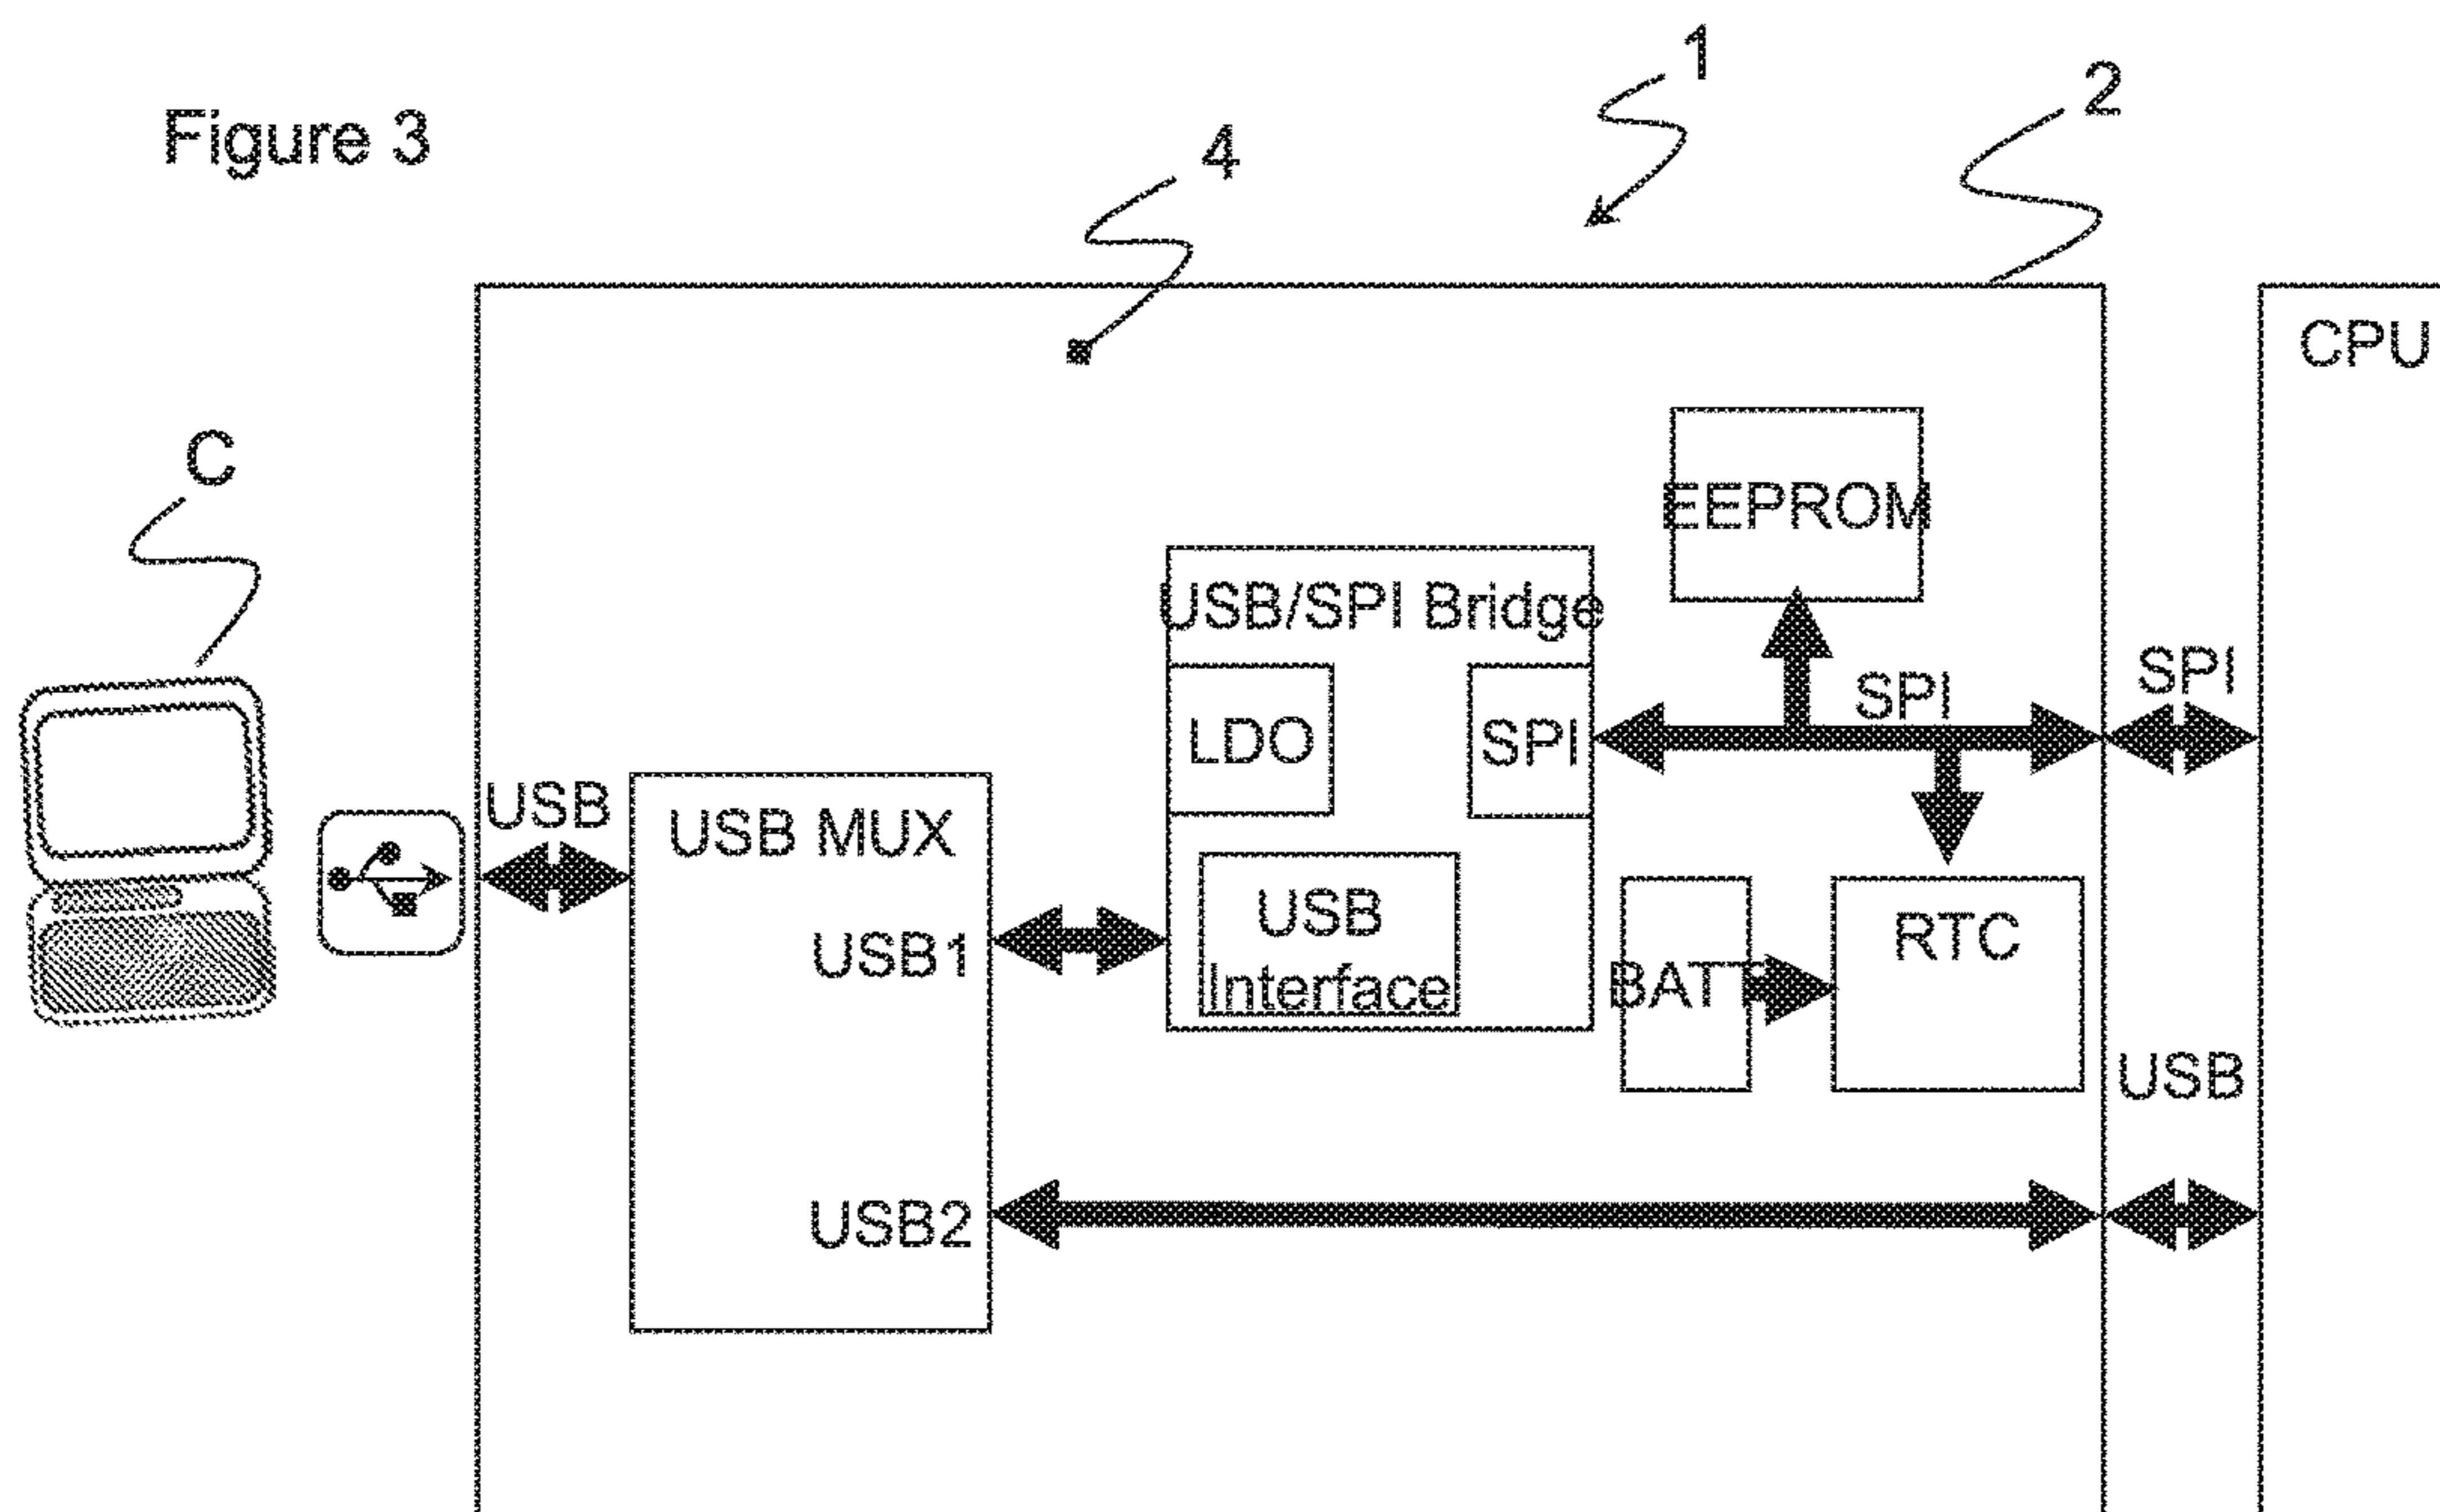 1
2
Figure 3
4
CPU
C
EEPROM
USB/SPI Bridge
SPI
SPI
LDO
SPI
USB
USB MUX
USB
Interface
RTC
USB1
BATT
USB
USB2